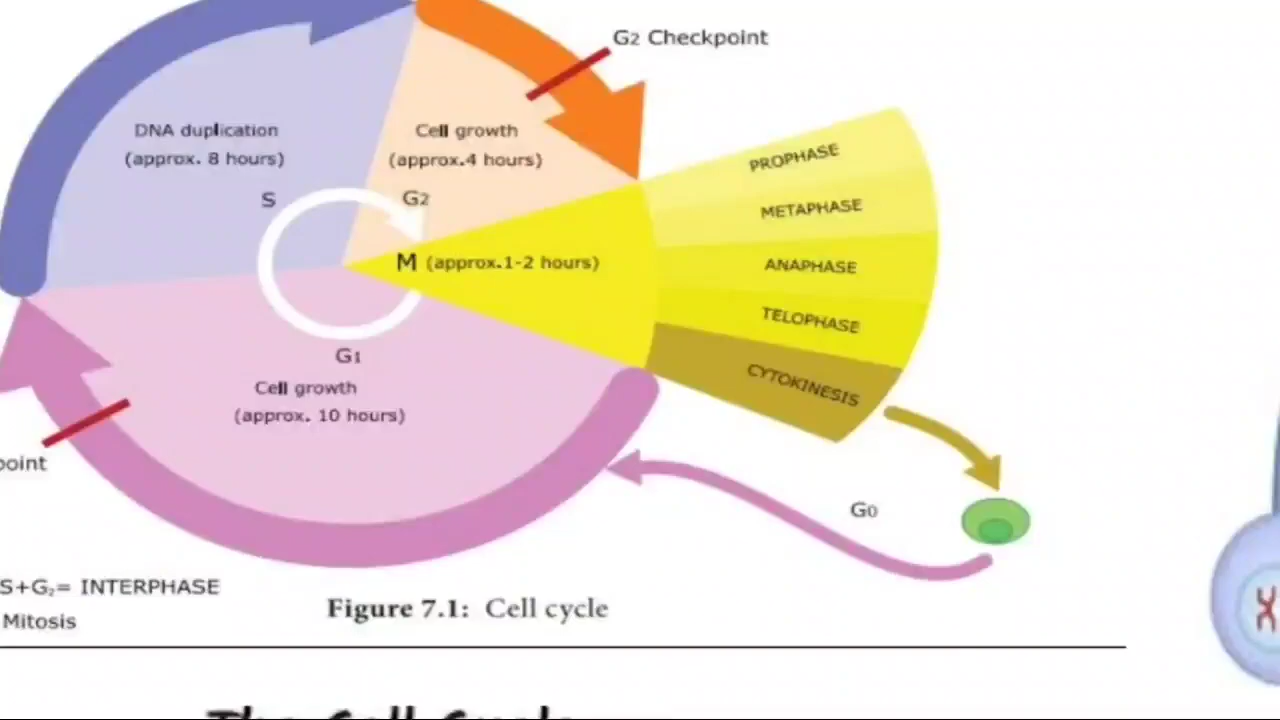 G2 Checkpoint
DNA duplication
(approx. 8 hours)
S
Cell growth
(approx.4 hours)
G2
PROPHASE
METAPHASE
ANAPHASE
TELOPHASE
CYTOKINESIS
M (approx.1-2 hours)
G1
Cell growth
(approx. 10 hours)
point
G0
S+G₂= INTERPHASE
Mitosis
Figure 7.1: Cell cycle